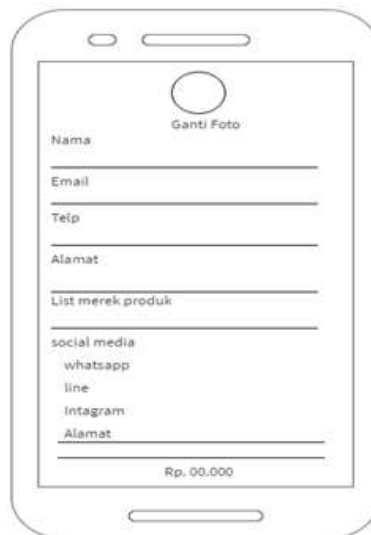 Ganti Foto
Nama
Email
Telp
Alamat
List merek produk
social media
whatsapp
line
Intagram
Alamat
Rp. 00.000